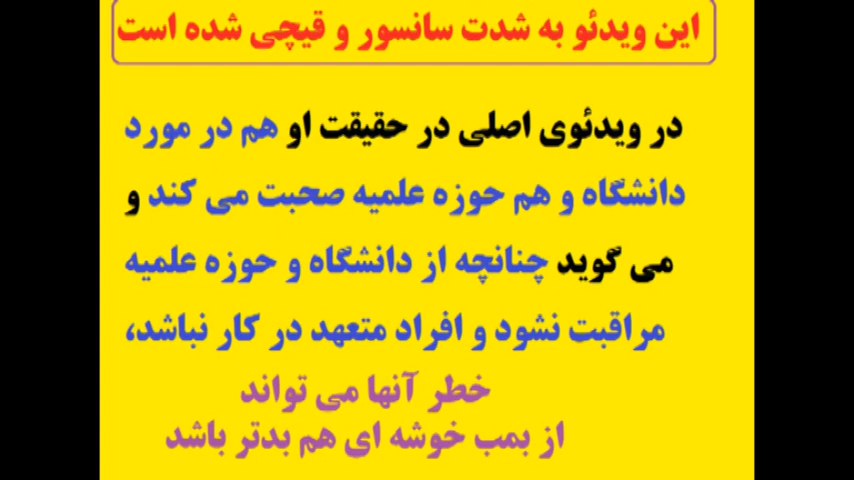 این ویدئو به شدت سانسور و قیچی شده است
در ویدئوی اصلی در حقیقت او هم در مورد
دانشگاه و هم حوزه علمیه صحبت می کند و
می گوید چنانچه از دانشگاه و حوزه علمیه
مراقبت نشود و افراد متعهد در کار نباشد،
خطر آنها می تواند
از بمب خوشه ای هم بدتر باشد